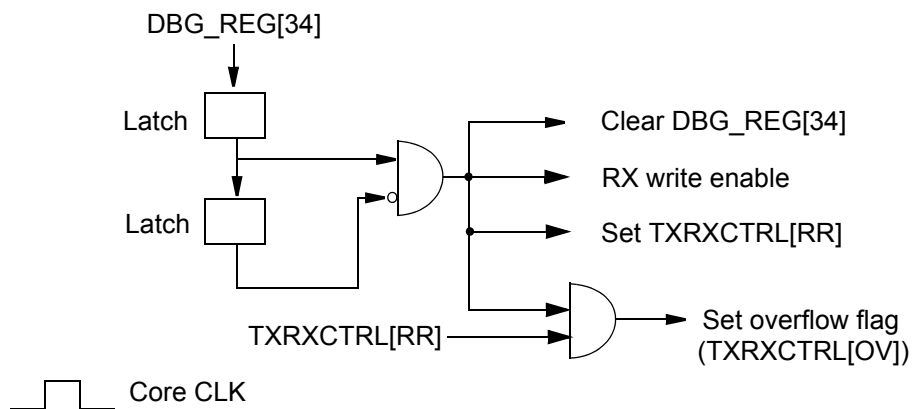 DBG_REG[34]
Latch
Clear DBG_REG[34]
RX write enable
Latch
Set TXRXCTRL[RR]
TXRXCTRL[RR]
Set overflow flag
(TXRXCTRL[OV])
Core CLK